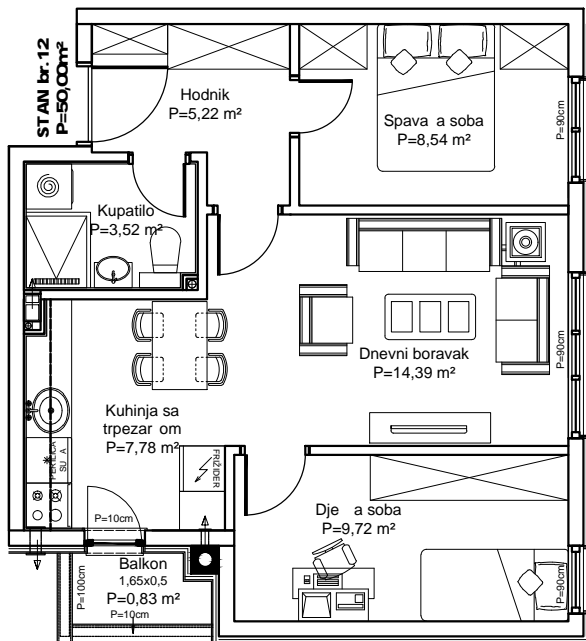 STAN br. 12
P=50,00m²
Hodnik
P=5,22 m²
Spava a soba
P=8,54 m²
P=90cm
Kupatilo
P=3,52 m²
Dnevni boravak
P=14,39 m²
P=90cm
Kuhinja sa
trpezar om
P=7,78 m²
PERILICA
SU A
FRIŽIDER
Dje a soba
P=9,72 m²
P=90cm
P=10cm
Balkon
1,65x0,5
P=0,83 m²
P=10cm
P=100cm